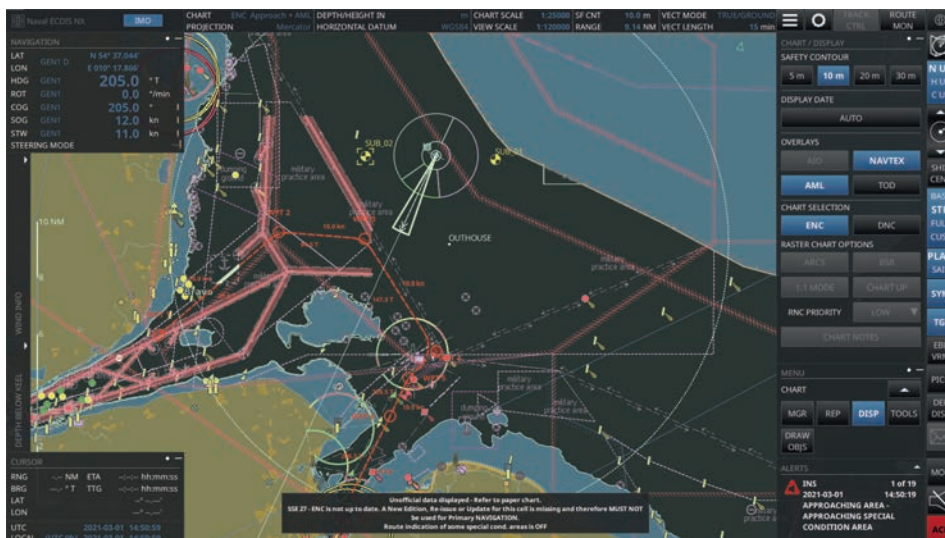 Naval ECDIS NX IMO
CHART ENC Approach + AML DEPTH/HEIGHT IN m CHART SCALE 1:25000 SF CNT 10.0 m VECT MODE TRUE/GROUND
PROJECTION Mercator HORIZONTAL DATUM WGS84 VIEW SCALE 1:120000 RANGE 9.14 NM VECT LENGTH 15 min
TRACK CTRL
ROUTE MON
NAVIGATION
LAT N 54° 37.044'
GEN1 D
LON E 010° 17.866'
HDG GEN1 205.0 °T
ROT GEN1 0.0 °/min
COG GEN1 205.0 °
SOG GEN1 12.0 kn
STW GEN1 11.0 kn
STEERING MODE
10 NM
WIND INFO
DEPTH BELOW KEEL
SUB_02
military
practice area
military
practice area
OUTHOUSE
military
practice area
military
practice area
CURSOR
RNG -.-- NM ETA --:--:-- hh:mm:ss
BRG --.- ° T TTG --:--:-- hh:mm:ss
LAT
LON
UTC 2021-03-01 14:50:59
Unofficial data displayed - Refer to paper chart.
SSE 27 - ENC is not up to date. A New Edition, Re-issue or Update for this cell is missing and therefore MUST NOT
be used for Primary NAVIGATION.
Route indication of some special cond. areas is OFF
CHART / DISPLAY
SAFETY CONTOUR
5 m 10 m 20 m 30 m
DISPLAY DATE
AUTO
OVERLAYS
AIO NAVTEX
AML TOD
CHART SELECTION
ENC DNC
RASTER CHART OPTIONS
ARCS BSB
1:1 MODE CHART UP
RNC PRIORITY LOW
CHART NOTES
MENU
CHART
MGR REP DISP TOOLS
DRAW
OBJS
ALERTS
INS 1 of 19
2021-03-01 14:50:19
APPROACHING AREA -
APPROACHING SPECIAL
CONDITION AREA